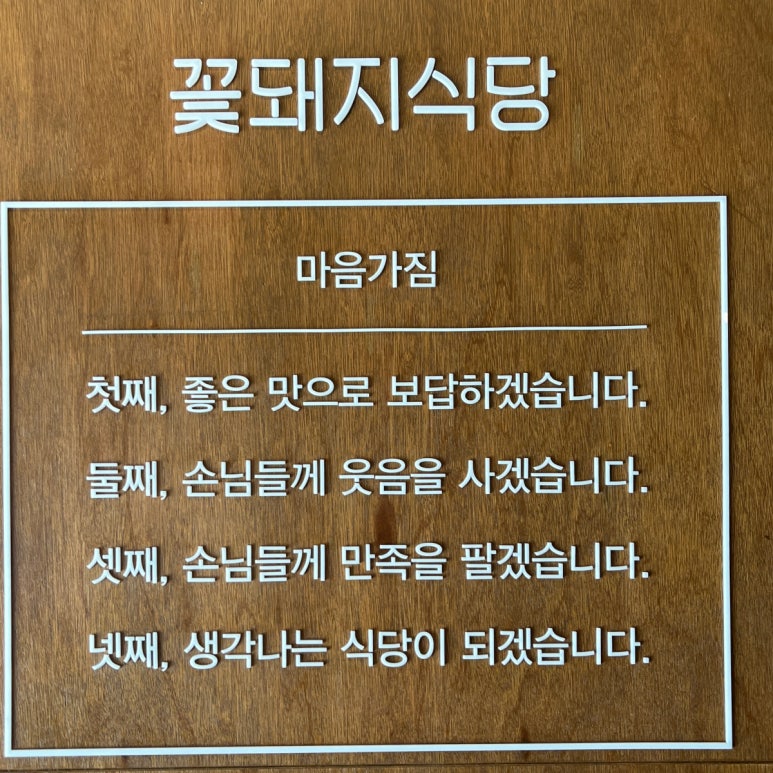 꽃돼지식당
마음가짐
첫째, 좋은 맛으로 보답하겠습니다.
둘째, 손님들께 웃음을 사겠습니다.
셋째, 손님들께 만족을 팔겠습니다.
넷째, 생각나는 식당이 되겠습니다.